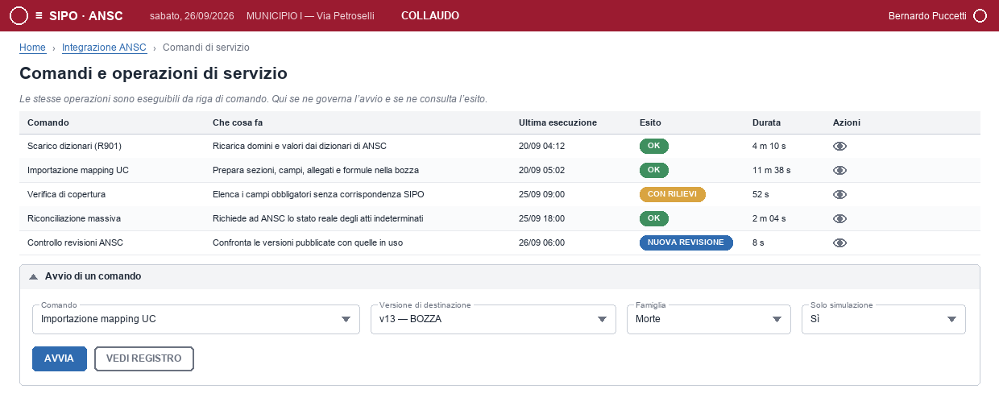 ≡ SIPO · ANSC sabato, 26/09/2026 MUNICIPIO I — Via Petroselli COLLAUDO Bernardo Puccetti
Home › Integrazione ANSC › Comandi di servizio
Comandi e operazioni di servizio
Le stesse operazioni sono eseguibili da riga di comando. Qui se ne governa l'avvio e se ne consulta l'esito.
Comando Che cosa fa Ultima esecuzione Esito Durata Azioni
Scarico dizionari (R901) Ricarica domini e valori dai dizionari di ANSC 20/09 04:12 OK 4 m 10 s
Importazione mapping UC Prepara sezioni, campi, allegati e formule nella bozza 20/09 05:02 OK 11 m 38 s
Verifica di copertura Elenca i campi obbligatori senza corrispondenza SIPO 25/09 09:00 CON RILIEVI 52 s
Riconciliazione massiva Richiede ad ANSC lo stato reale degli atti indeterminati 25/09 18:00 OK 2 m 04 s
Controllo revisioni ANSC Confronta le versioni pubblicate con quelle in uso 26/09 06:00 NUOVA REVISIONE 8 s
Avvio di un comando
Comando Versione di destinazione Famiglia Solo simulazione
Importazione mapping UC v13 — BOZZA Morte Sì
AVVIA VEDI REGISTRO